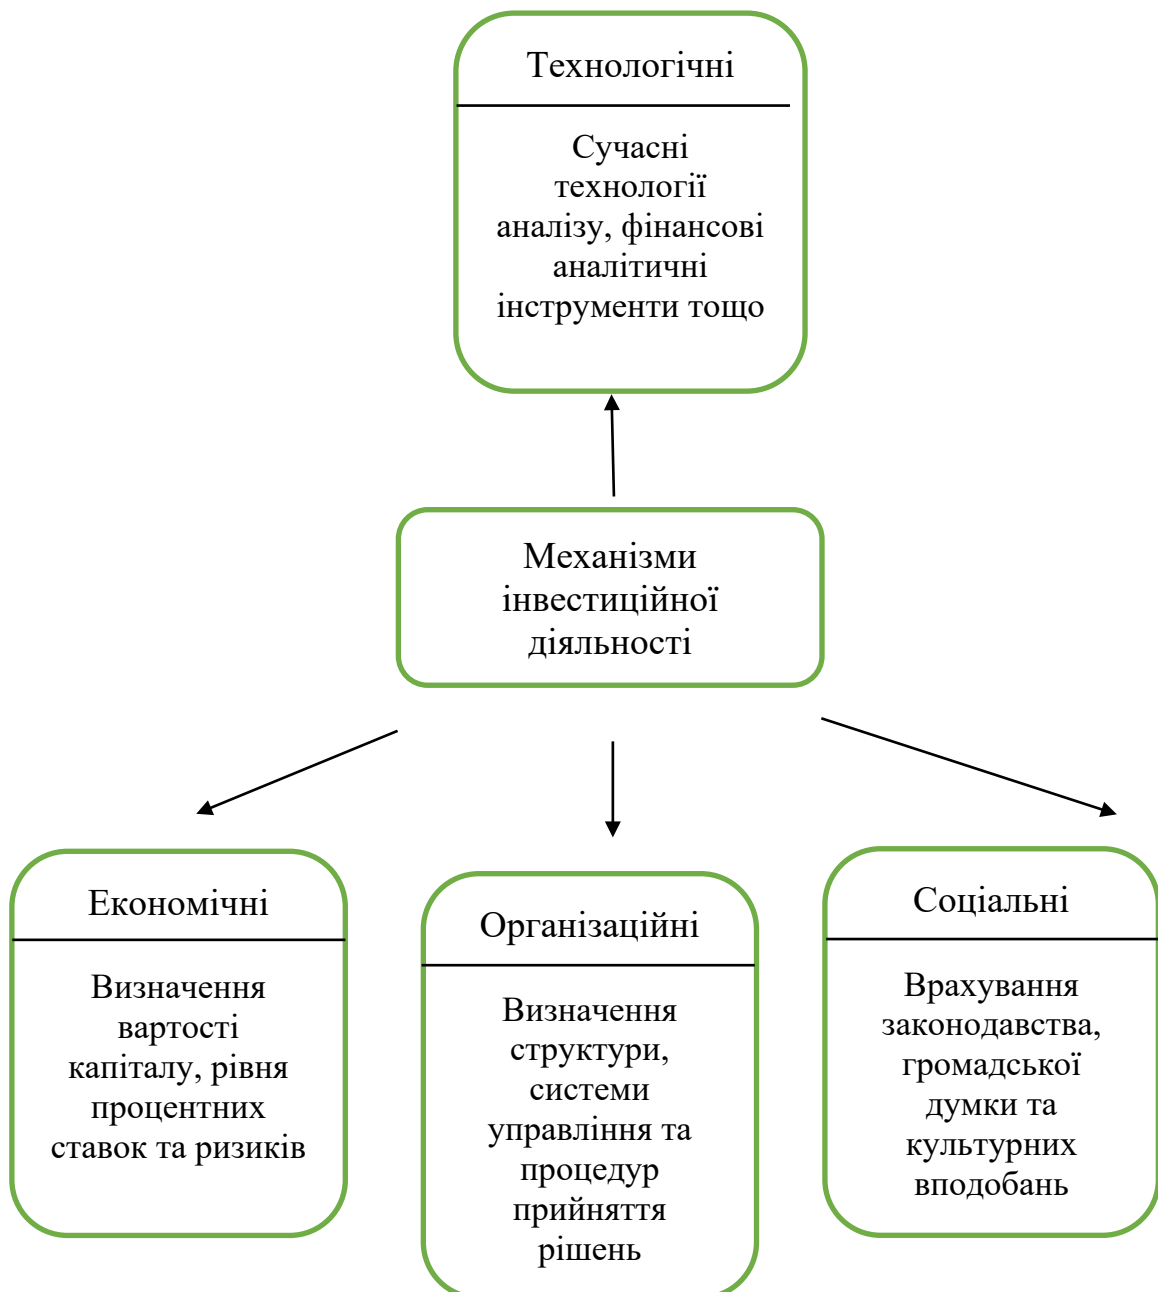 Технологічні
Сучасні
технології
аналізу, фінансові
аналітичні
інструменти тощо
Механізми
інвестиційної
діяльності
Економічні
Визначення
вартості
капіталу, рівня
процентних
ставок та ризиків
Організаційні
Визначення
структури,
системи
управління та
процедур
прийняття
рішень
Соціальні
Врахування
законодавства,
громадської
думки та
культурних
вподобань